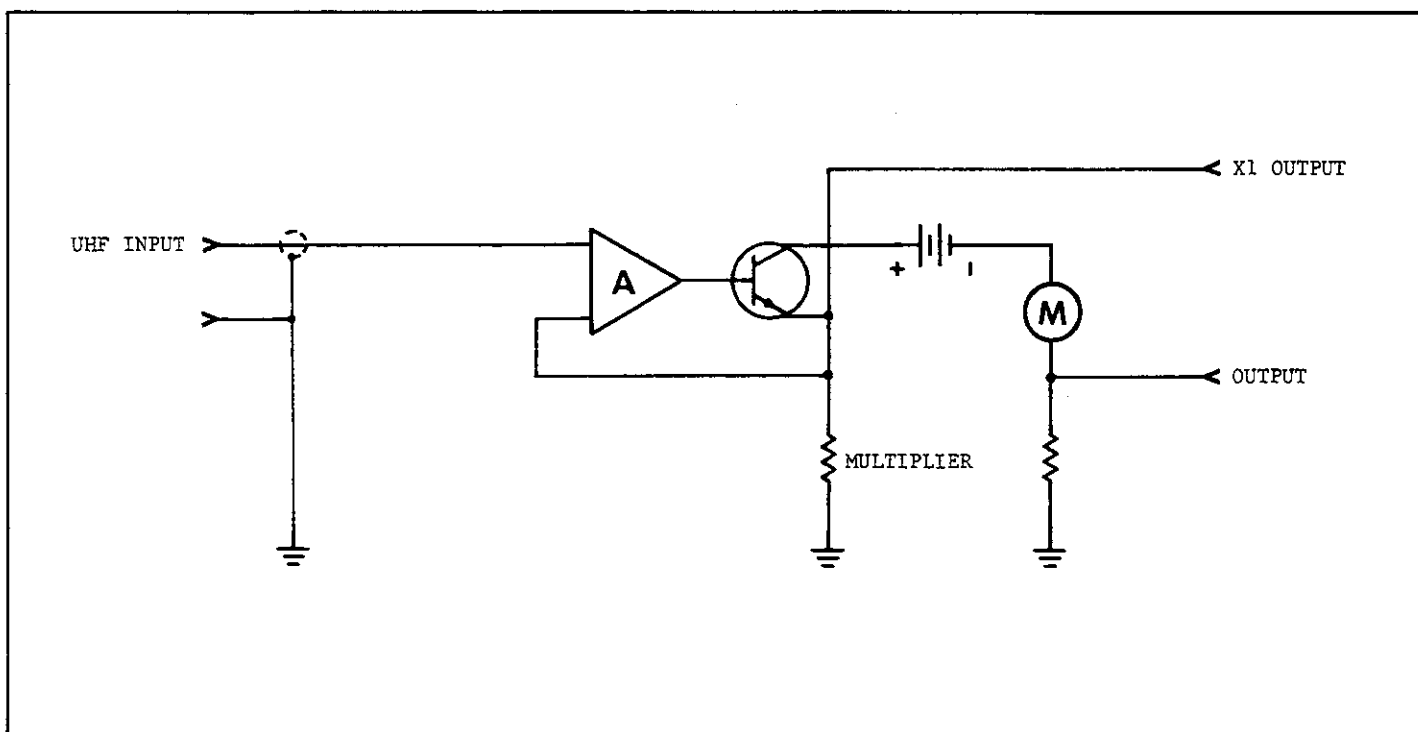 X1 OUTPUT
UHF INPUT
A
+
-
M
OUTPUT
MULTIPLIER